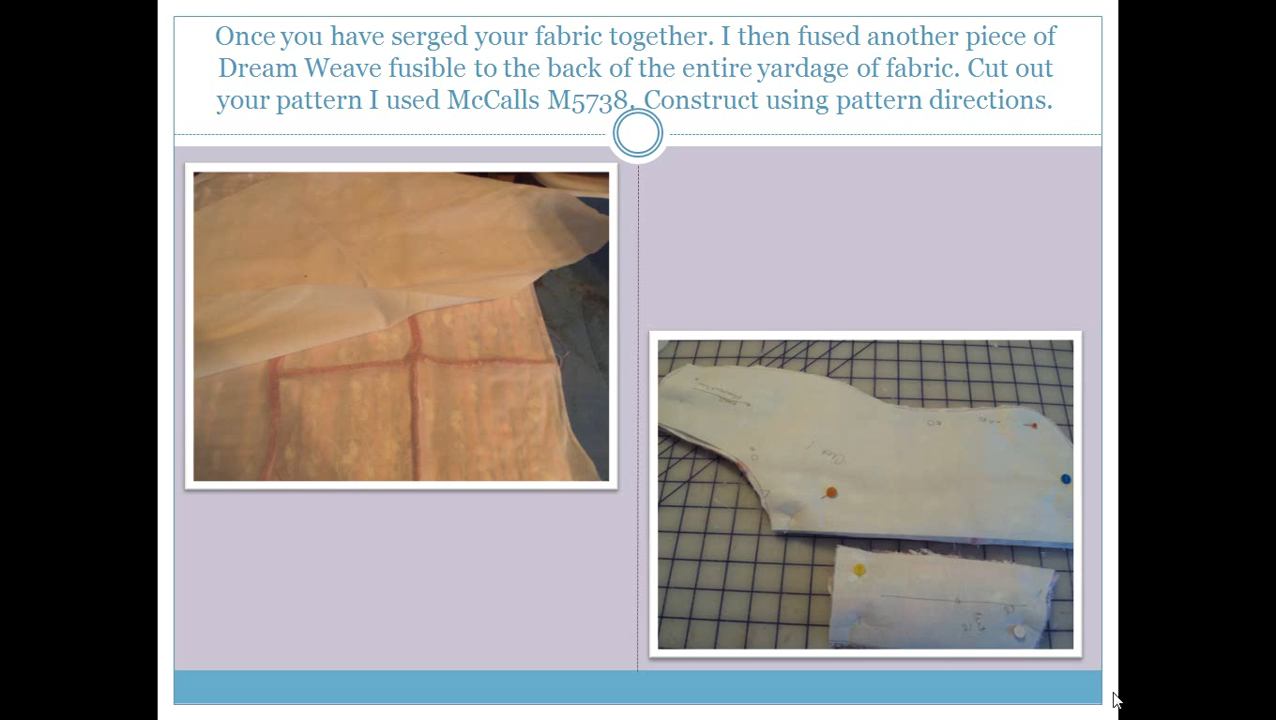 Once you have serged your fabric together. I then fused another piece of
Dream Weave fusible to the back of the entire yardage of fabric. Cut out
your pattern I used McCalls M5738. Construct using pattern directions.